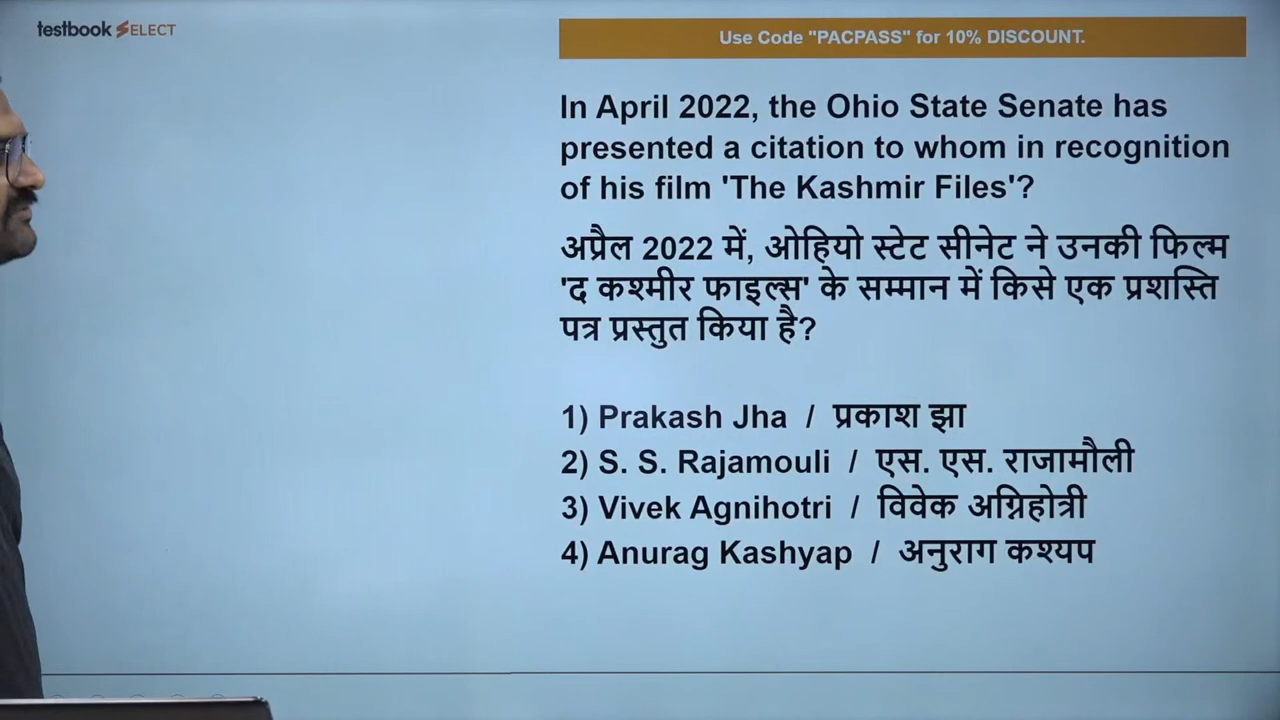 testbook SELECT
Use Code "PACPASS" for 10% DISCOUNT.
In April 2022, the Ohio State Senate has
presented a citation to whom in recognition
of his film 'The Kashmir Files'?
अप्रैल 2022 में, ओहियो स्टेट सीनेट ने उनकी फिल्म
'द कश्मीर फाइल्स' के सम्मान में किसे एक प्रशस्ति
पत्र प्रस्तुत किया है?
1) Prakash Jha / प्रकाश झा
2) S. S. Rajamouli / एस. एस. राजामौली
3) Vivek Agnihotri / विवेक अग्निहोत्री
4) Anurag Kashyap / अनुराग कश्यप